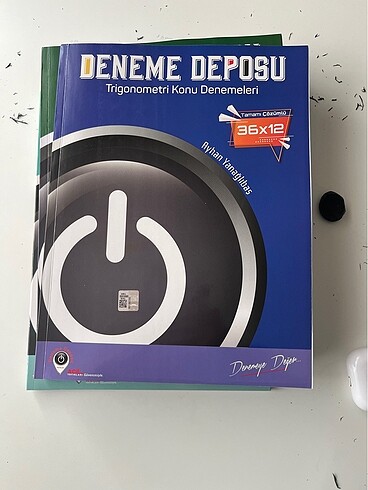 DENEME DEPOSU
Trigonometri Konu Denemeleri
Tamamı Çözümlü
36x12
Ayhan Yanağlıbaş
Denemeye Değer...